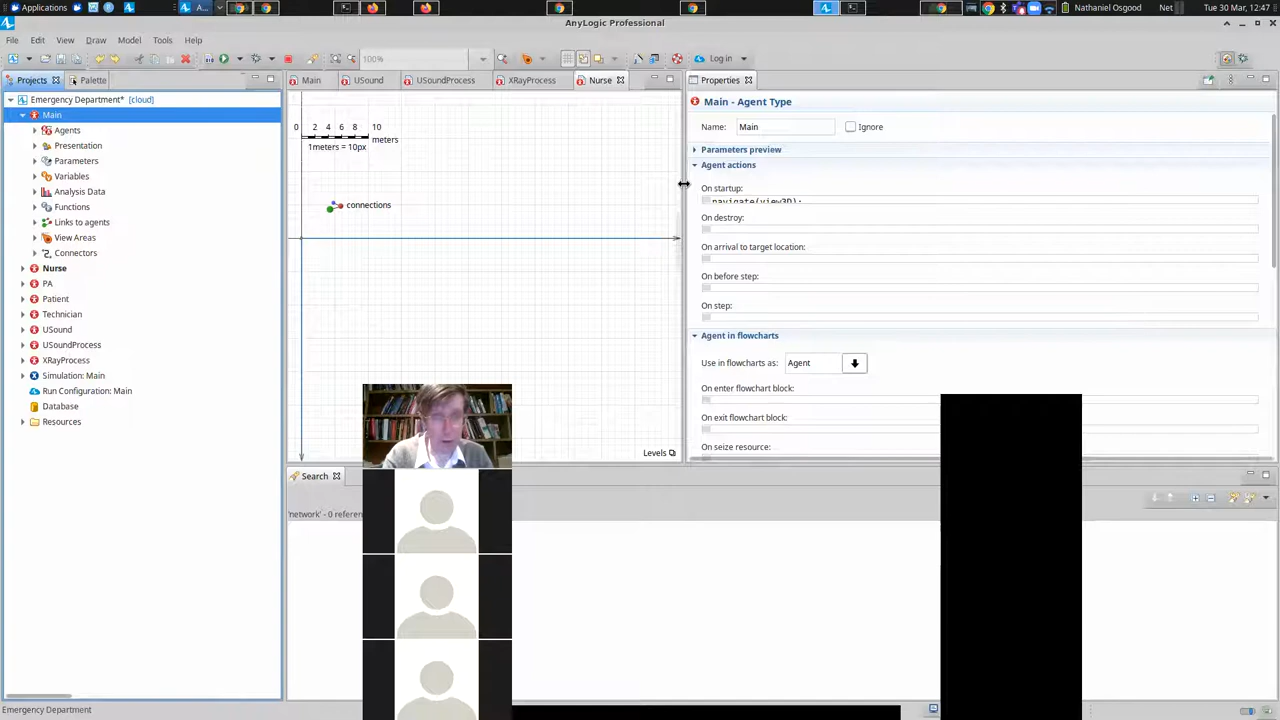 Applications
A...
Nathaniel Osgood
Net
Tue 30 Mar, 12:47
AnyLogic Professional
File Edit View Draw Model Tools Help
100%
Log in
Projects
Palette
Main
USound
USoundProcess
XRayProcess
Nurse
Properties
Emergency Department* [cloud]
Main
Agents
Presentation
Parameters
Variables
Analysis Data
Functions
Links to agents
View Areas
Connectors
Nurse
PA
Patient
Technician
USound
USoundProcess
XRayProcess
Simulation: Main
Run Configuration: Main
Database
Resources
0 2 4 6 8 10
meters
1meters = 10px
connections
Levels
Main - Agent Type
Name: Main Ignore
Parameters preview
Agent actions
On startup:
navigate(view3D);
On destroy:
On arrival to target location:
On before step:
On step:
Agent in flowcharts
Use in flowcharts as: Agent
On enter flowchart block:
On exit flowchart block:
On seize resource:
Search
'network' - 0 referen
Emergency Department